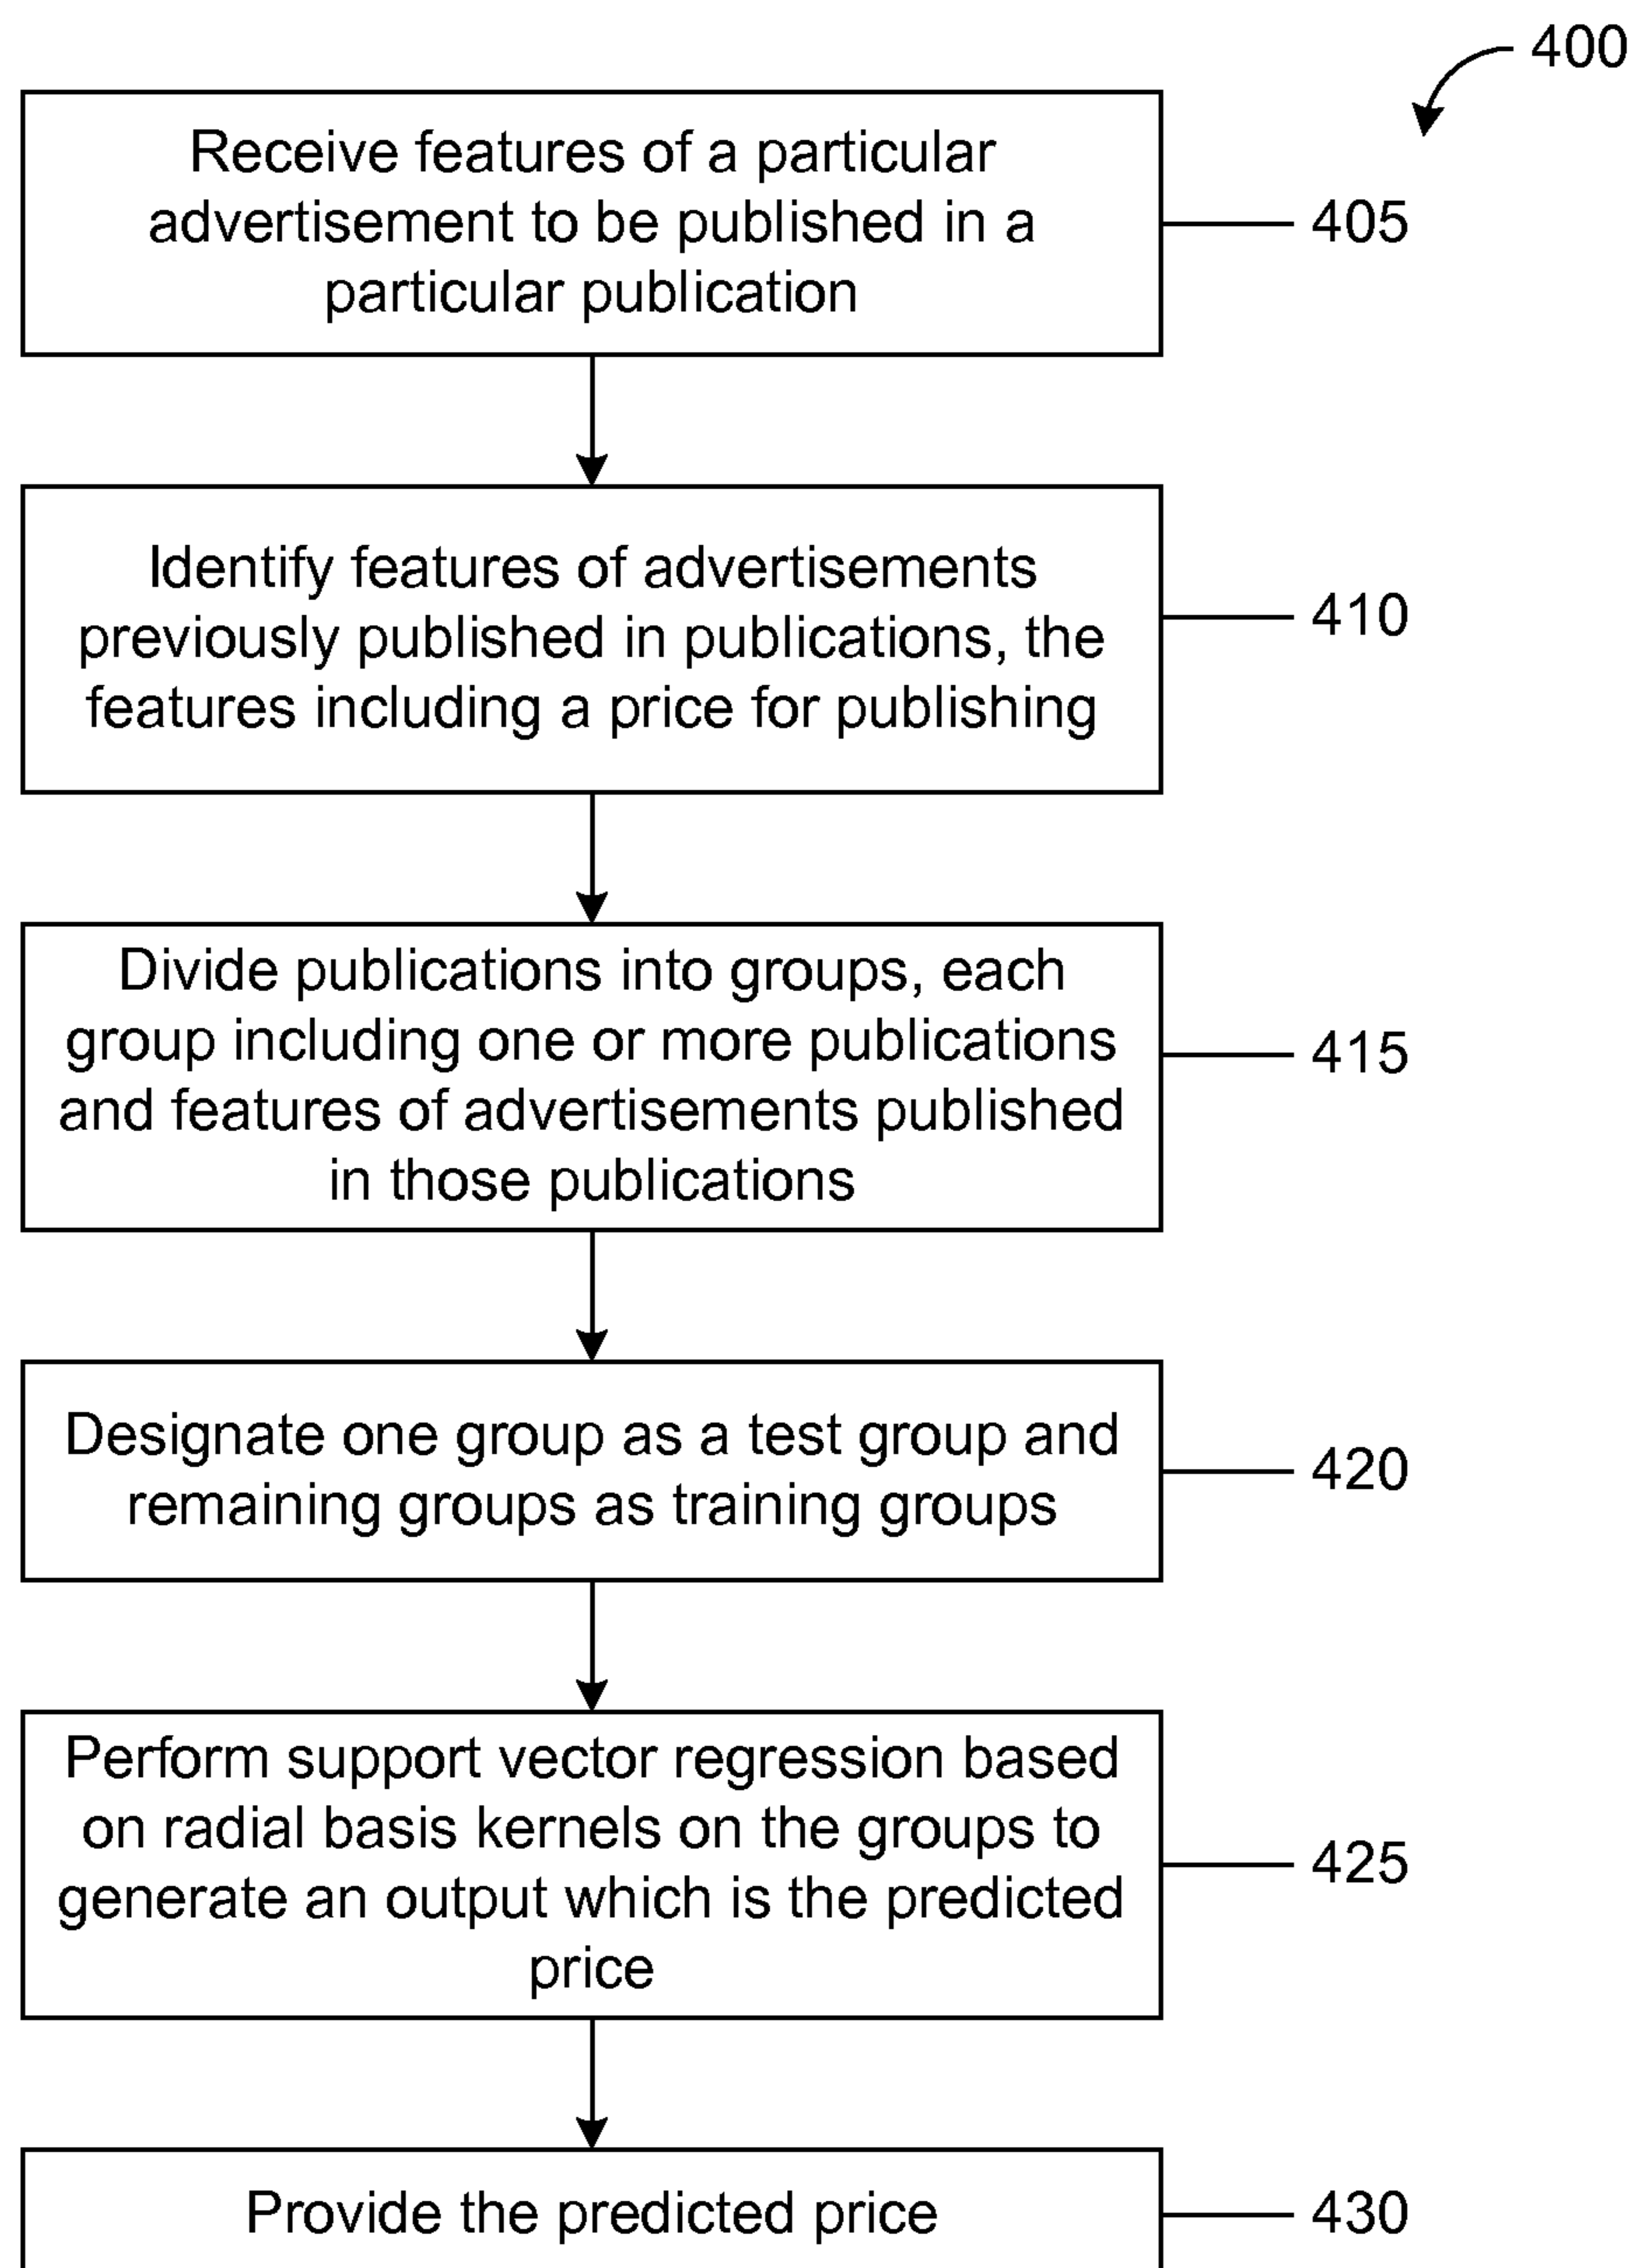 400
Receive features of a particular
advertisement to be published in a
particular publication
405
Identify features of advertisements
previously published in publications, the
features including a price for publishing
410
Divide publications into groups, each
group including one or more publications
and features of advertisements published
in those publications
415
Designate one group as a test group and
remaining groups as training groups
420
Perform support vector regression based
on radial basis kernels on the groups to
generate an output which is the predicted
price
425
Provide the predicted price
430